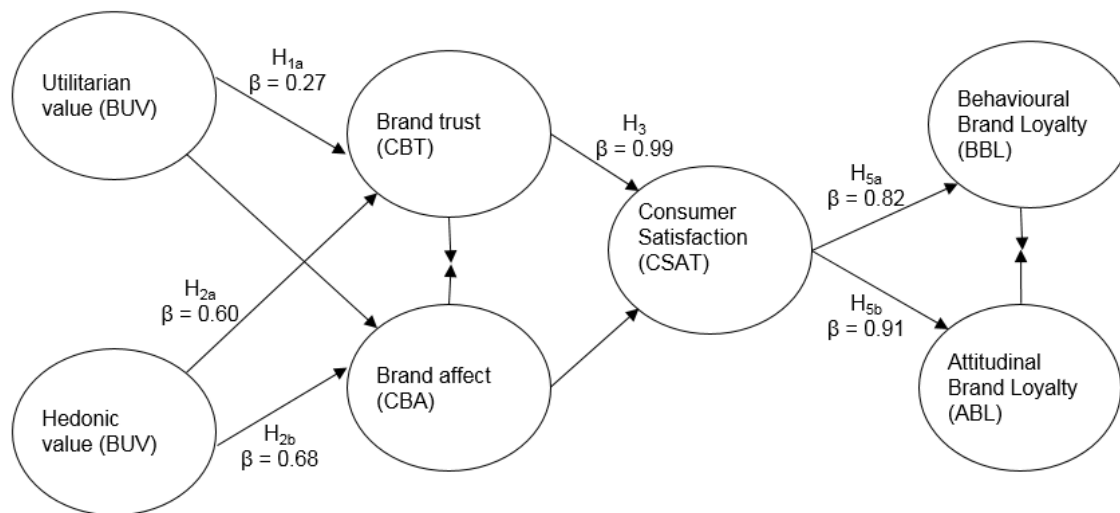 Utilitarian
value (BUV)
H1a
β = 0.27
Brand trust
(CBT)
H3
β = 0.99
Behavioural
Brand Loyalty
(BBL)
Consumer
Satisfaction
(CSAT)
H5a
β = 0.82
H2a
β = 0.60
H5b
β = 0.91
Hedonic
value (BUV)
H2b
β = 0.68
Brand affect
(CBA)
Attitudinal
Brand Loyalty
(ABL)